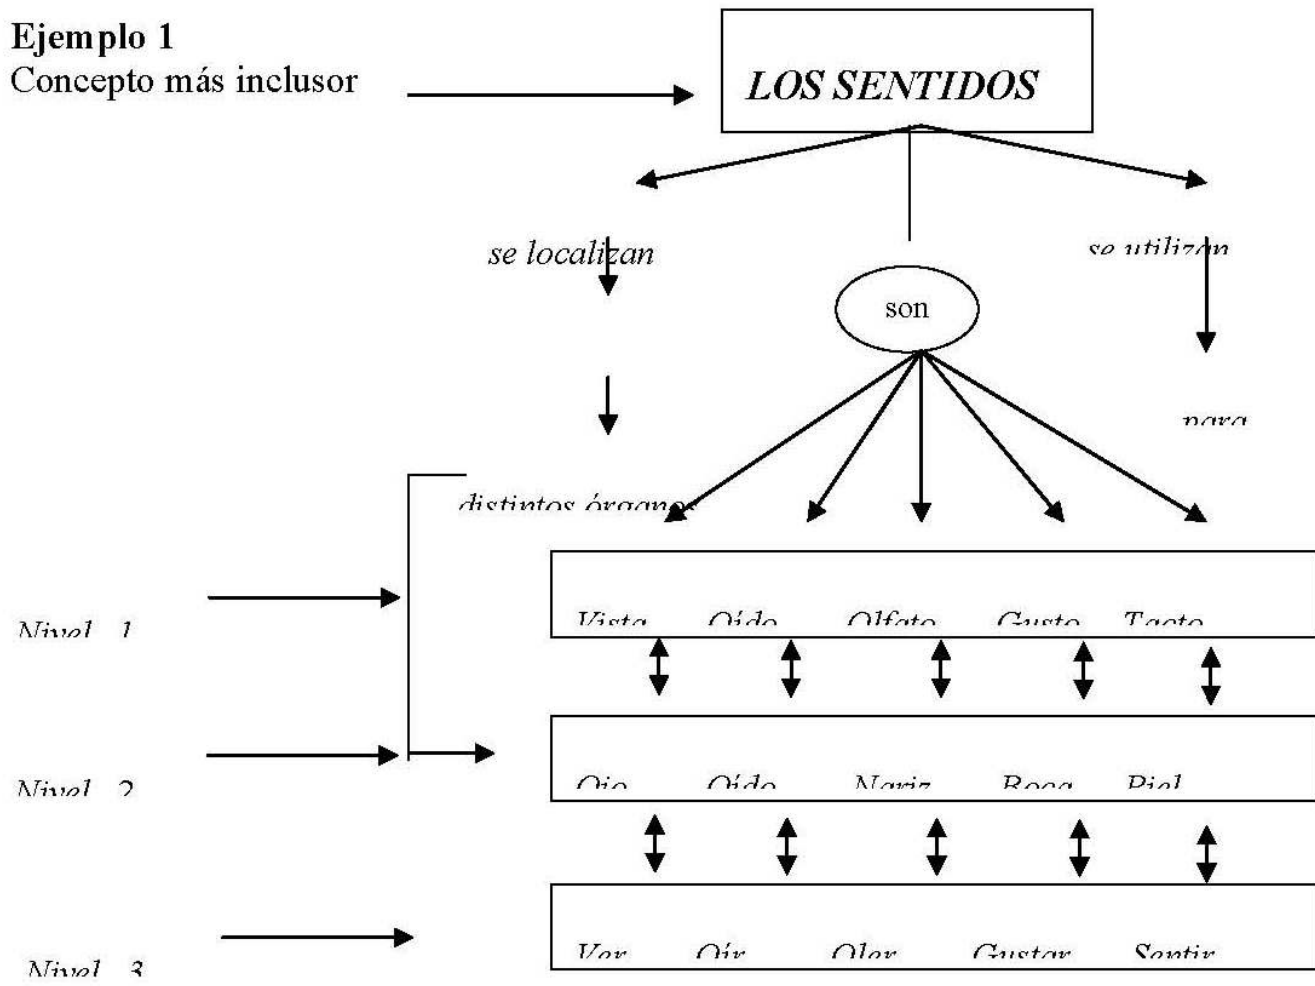 Ejemplo 1
Concepto más inclusor
LOS SENTIDOS
se localizan
se utilizan
son
para
distintos órganos
Nivel 1
Vista Oído Olfato Gusto Tacto
Nivel 2
Ojo Oído Nariz Boca Piel
Nivel 3
Ver Oír Oler Gustar Sentir